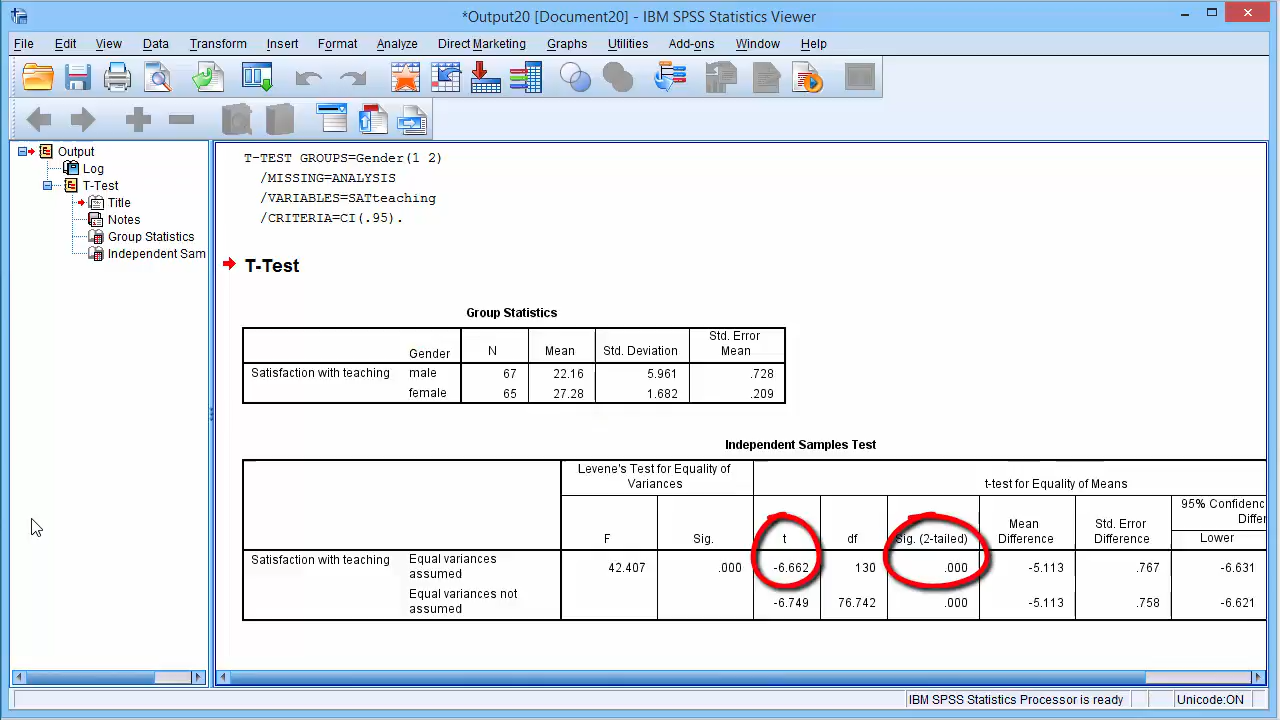 *Output20 [Document20] - IBM SPSS Statistics Viewer
File Edit View Data Transform Insert Format Analyze Direct Marketing Graphs Utilities Add-ons Window Help
Output
Log
T-Test
Title
Notes
Group Statistics
Independent Sam
T-TEST GROUPS=Gender(1 2)
/MISSING=ANALYSIS
/VARIABLES=SATteaching
/CRITERIA=CI(.95).
T-Test
Group Statistics
Gender N Mean Std. Deviation Std. Error Mean
Satisfaction with teaching male 67 22.16 5.961 .728
female 65 27.28 1.682 .209
Independent Samples Test
Levene's Test for Equality of Variances t-test for Equality of Means
95% Confidenc
Differe
F Sig. t df Sig. (2-tailed) Mean Difference Std. Error Difference Lower
Satisfaction with teaching Equal variances assumed 42.407 .000 -6.662 130 .000 -5.113 .767 -6.631
Equal variances not assumed -6.749 76.742 .000 -5.113 .758 -6.621
IBM SPSS Statistics Processor is ready Unicode:ON